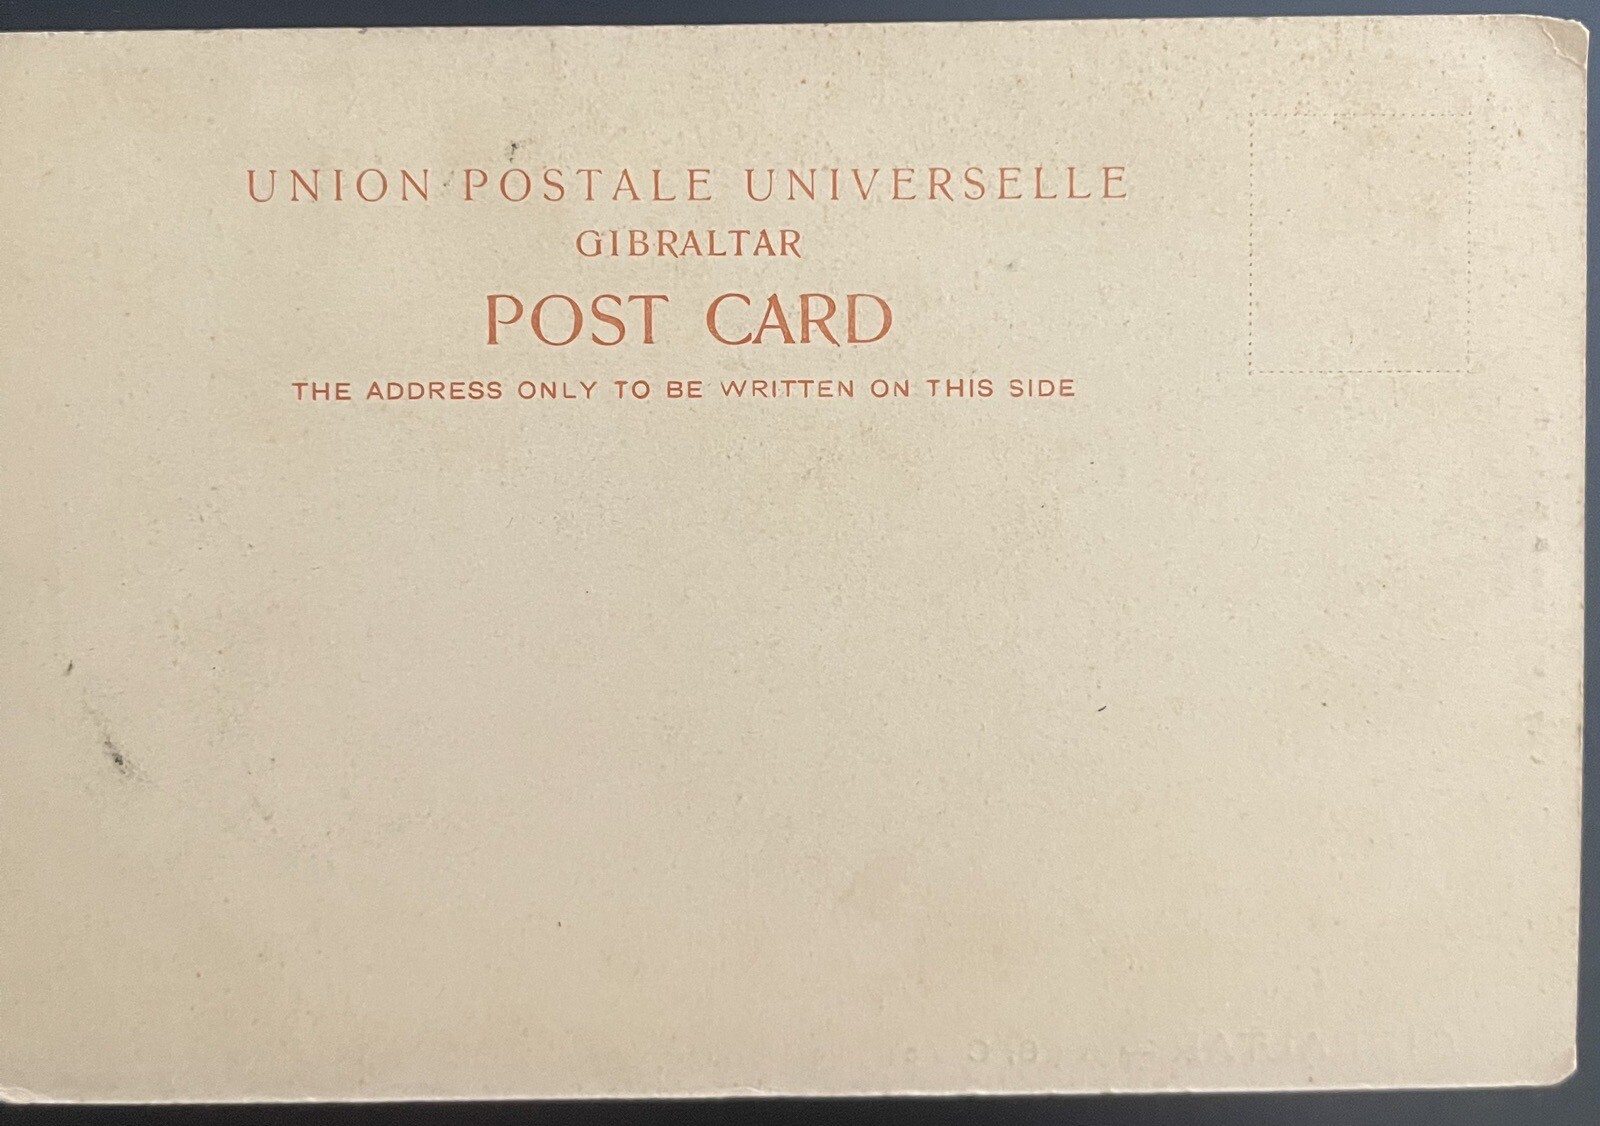 UNION POSTALE UNIVERSELLE
GIBRALTAR
POST CARD
THE ADDRESS ONLY TO BE WRITTEN ON THIS SIDE